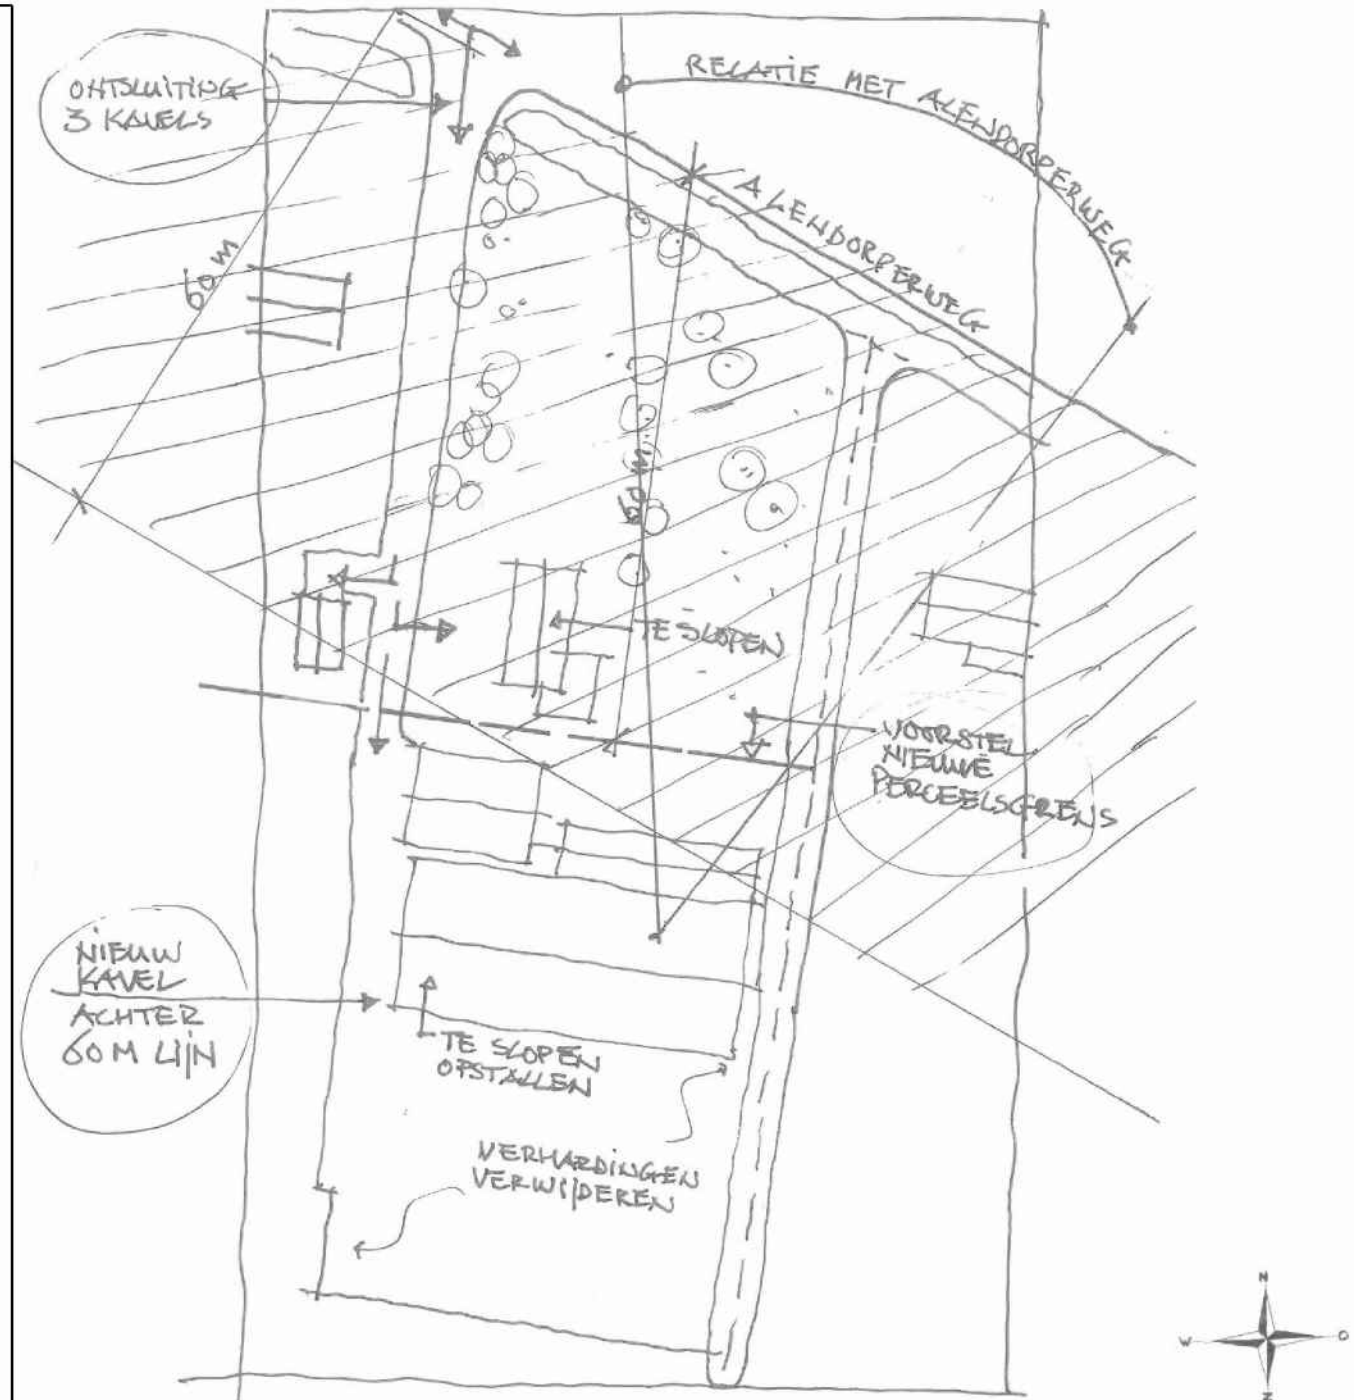 ONTSLUITING
3 KAVELS
RELATIE MET ALENDORPERWEG
ALENDORPERWEG
60 M
60 M
TE SLOPEN
VOORSTEL
NIEUWE
PERCEELSGRENS
NIEUW
KAVEL
ACHTER
60 M LIJN
TE SLOPEN
OPSTALLEN
VERHARDINGEN
VERWIJDEREN
N
W
O
Z